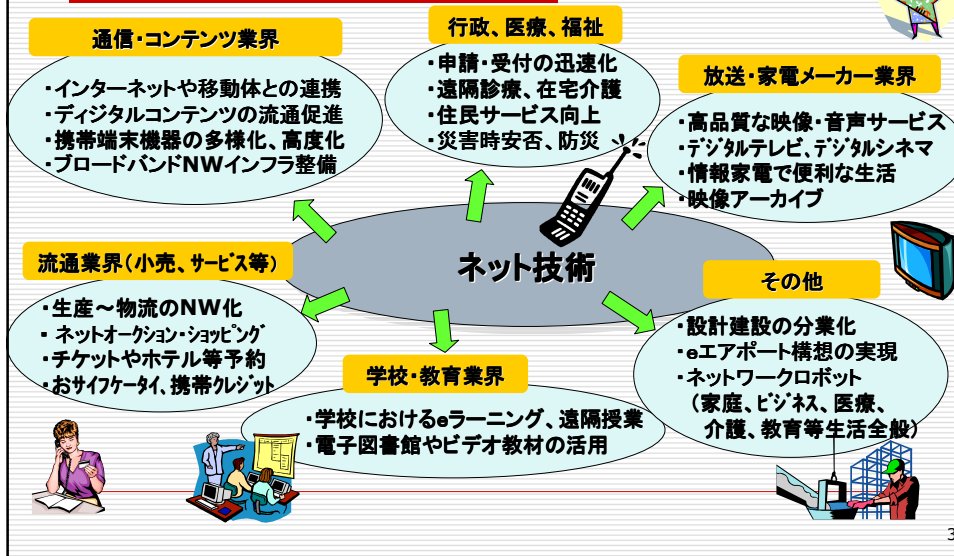 通信・コンテンツ業界
・インターネットや移動体との連携
・ディジタルコンテンツの流通促進
・携帯端末機器の多様化、高度化
・ブロードバンドNWインフラ整備
行政、医療、福祉
・申請・受付の迅速化
・遠隔診療、在宅介護
・住民サービス向上
・災害時安否、防災
放送・家電メーカー業界
・高品質な映像・音声サービス
・デジタルテレビ、デジタルシネマ
・情報家電で便利な生活
・映像アーカイブ
ネット技術
流通業界(小売、サービス等)
・生産～物流のNW化
・ネットオークション・ショッピング
・チケットやホテル等予約
・おサイフケータイ、携帯クレジット
学校・教育業界
・学校におけるeラーニング、遠隔授業
・電子図書館やビデオ教材の活用
その他
・設計建設の分業化
・eエアポート構想の実現
・ネットワークロボット
(家庭、ビジネス、医療、
介護、教育等生活全般)
3